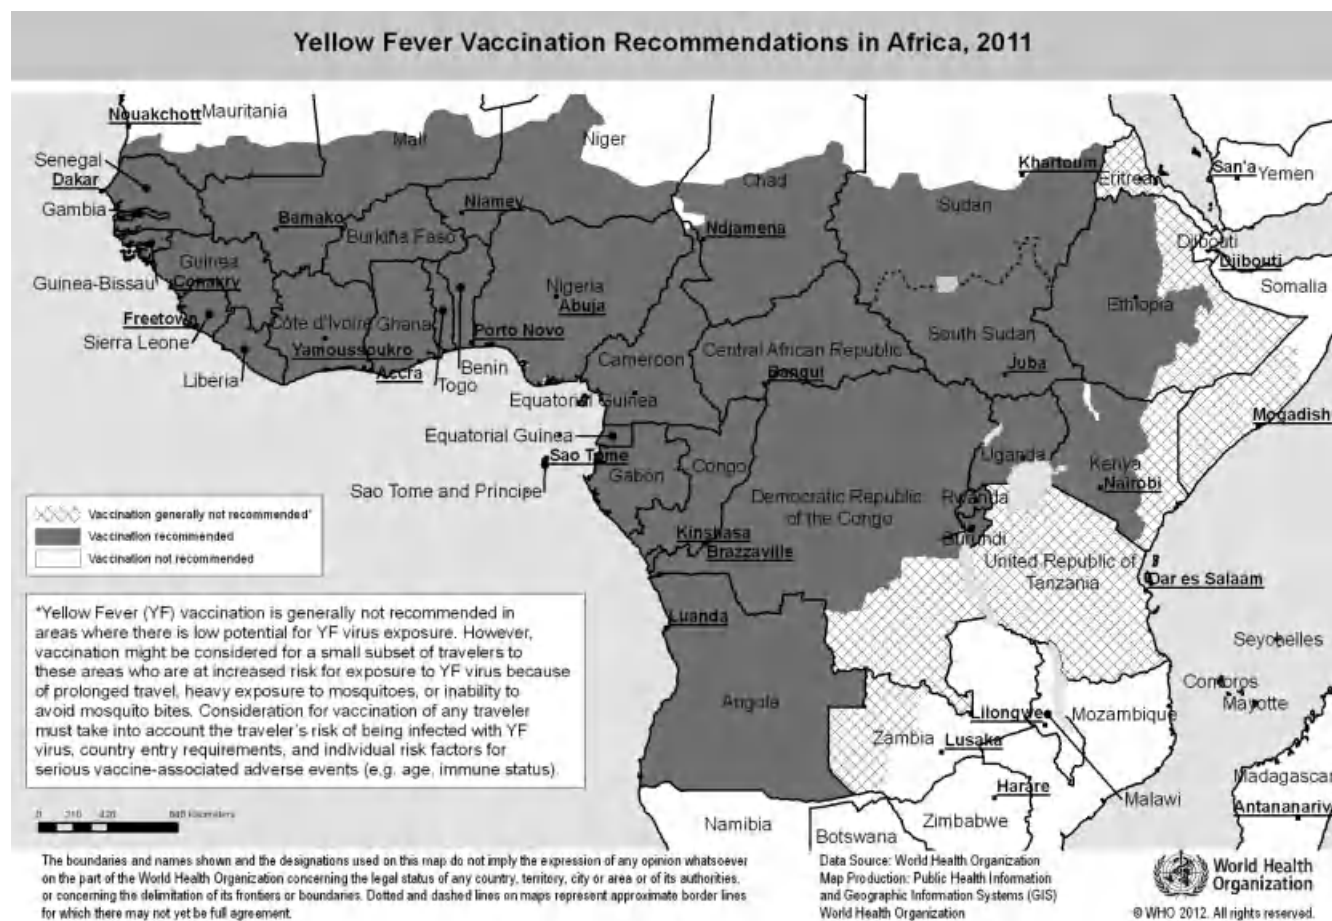 Yellow Fever Vaccination Recommendations in Africa, 2011
Nouakchott
Mauritania
Mali
Niger
Senegal
Dakar
Gambia
Bamako
Niamey
Burkina Faso
Chad
Ndjamena
Khartoum
Sudan
Eritrea
San'a
Yemen
Djibouti
Djibouti
Somalia
Guinea
Conakry
Guinea-Bissau
Nigeria
Abuja
Ethiopia
Freetown
Sierra Leone
Côte d'Ivoire
Ghana
Yamoussoukro
Porto Novo
Liberia
Accra
Togo
Benin
Cameroon
Central African Republic
Bangui
South Sudan
Juba
Equatorial Guinea
Mogadish
Equatorial Guinea
Sao Tome
Gabon
Congo
Uganda
Kenya
Nairobi
Sao Tome and Principe
Democratic Republic
of the Congo
Rwanda
Burundi
Kinshasa
Brazzaville
United Republic of
Tanzania
Dar es Salaam
Vaccination generally not recommended*
Vaccination recommended
Vaccination not recommended
Luanda
Seychelles
Comoros
Mayotte
Angola
Lilongwe
Mozambique
Zambia
Lusaka
Madagascar
Harare
Malawi
Antananariv
Namibia
Botswana
Zimbabwe
*Yellow Fever (YF) vaccination is generally not recommended in
areas where there is low potential for YF virus exposure. However,
vaccination might be considered for a small subset of travelers to
these areas who are at increased risk for exposure to YF virus because
of prolonged travel, heavy exposure to mosquitoes, or inability to
avoid mosquito bites. Consideration for vaccination of any traveler
must take into account the traveler's risk of being infected with YF
virus, country entry requirements, and individual risk factors for
serious vaccine-associated adverse events (e.g. age, immune status).
0
Kilometers
The boundaries and names shown and the designations used on this map do not imply the expression of any opinion whatsoever
on the part of the World Health Organization concerning the legal status of any country, territory, city or area or of its authorities,
or concerning the delimitation of its frontiers or boundaries. Dotted and dashed lines on maps represent approximate border lines
for which there may not yet be full agreement.
Data Source: World Health Organization
Map Production: Public Health Information
and Geographic Information Systems (GIS)
World Health Organization
World Health
Organization
© WHO 2012. All rights reserved.